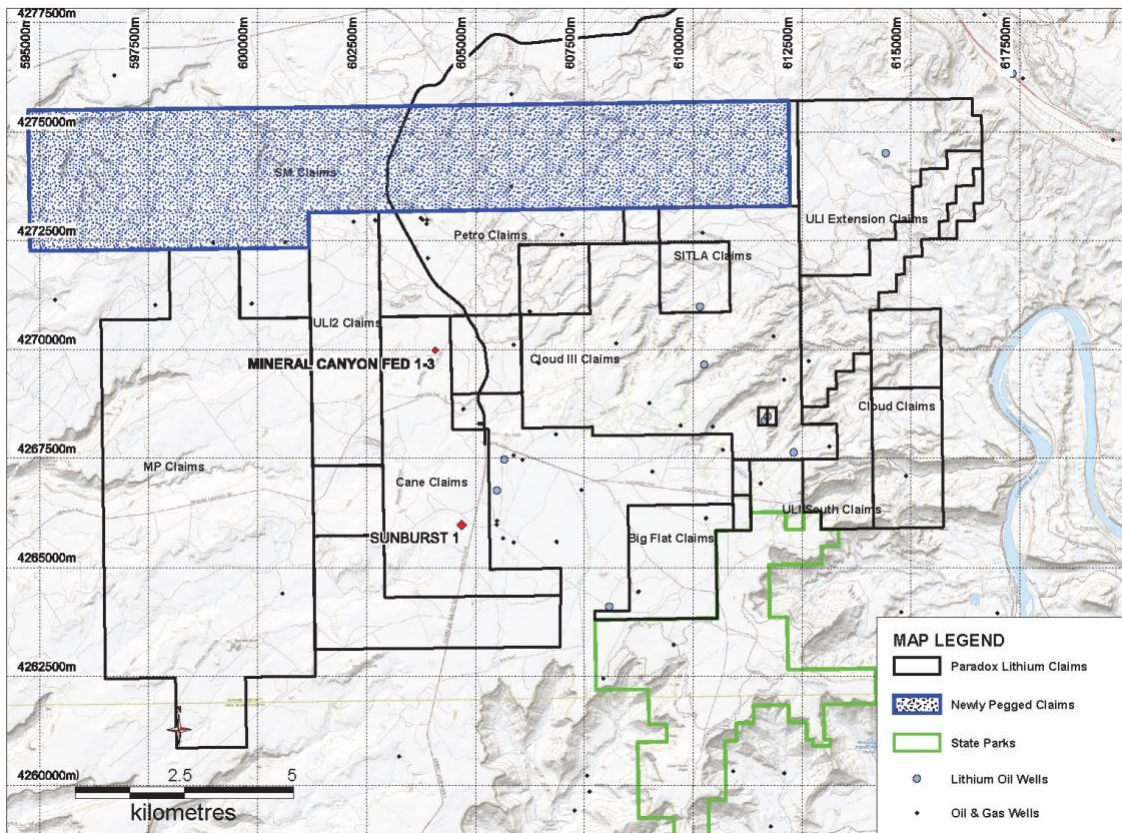 4277500m
595000m
597500m
600000m
602500m
605000m
607500m
610000m
612500m
615000m
617500m
4275000m
SM Claims
ULI Extension Claims
4272500m
Petro Claims
SITLA Claims
ULI2 Claims
4270000m
MINERAL CANYON FED 1-3
Cloud III Claims
Cloud Claims
4267500m
MP Claims
Cane Claims
ULI South Claims
SUNBURST 1
Big Flat Claims
4265000m
4262500m
4260000m
2.5
5
kilometres
MAP LEGEND
Paradox Lithium Claims
Newly Pegged Claims
State Parks
Lithium Oil Wells
Oil & Gas Wells